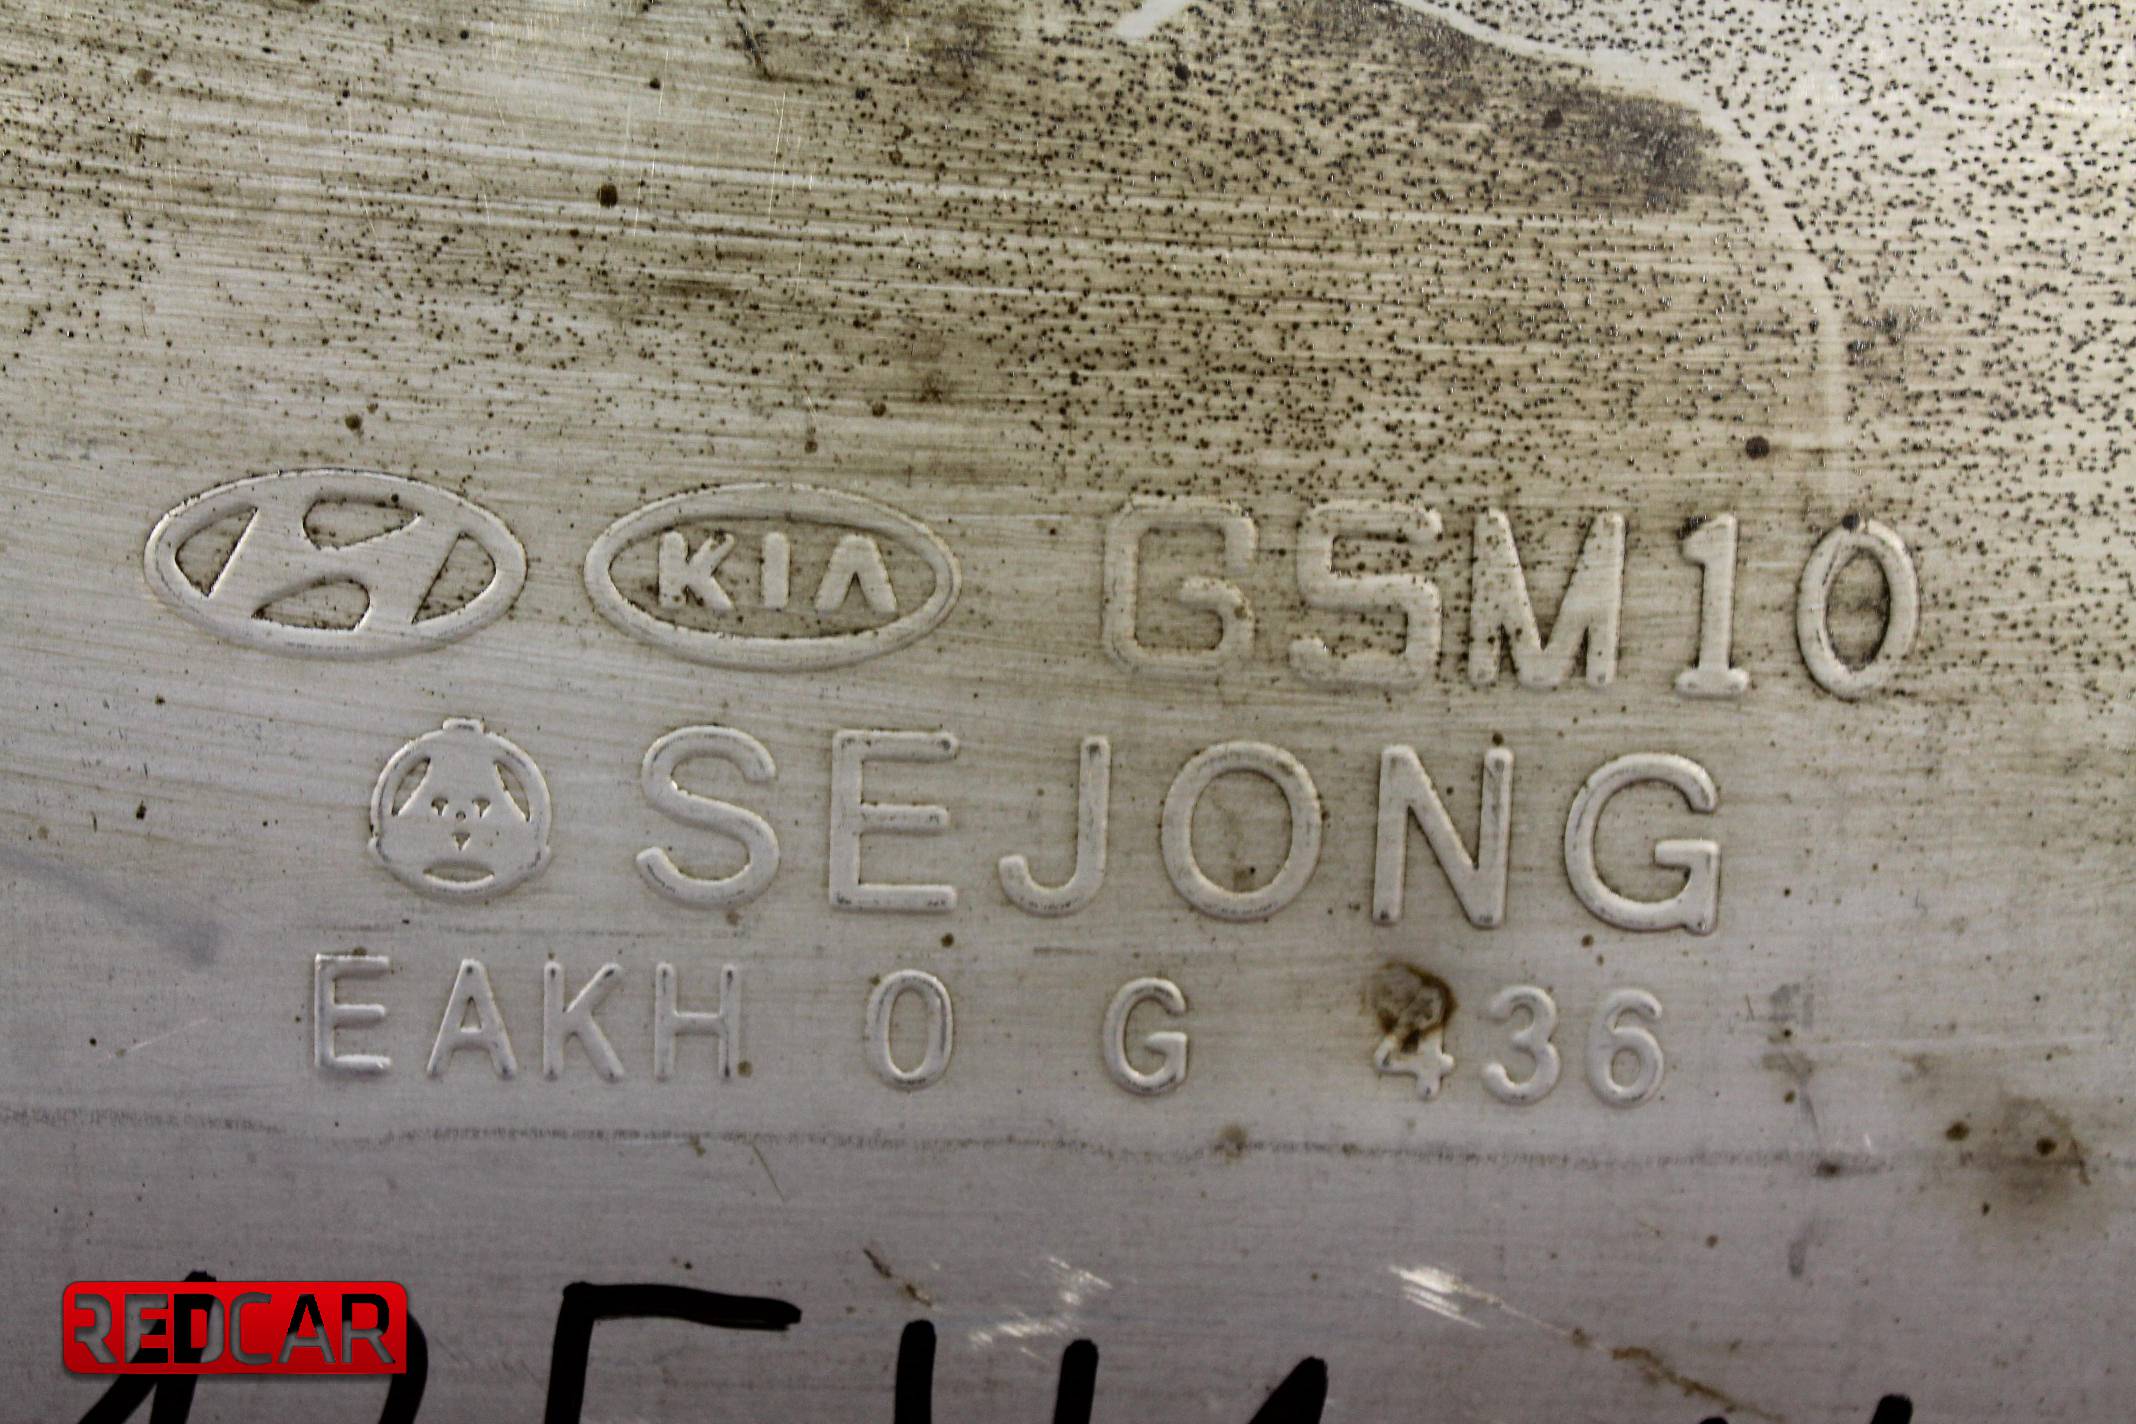 KIA GSM10
SEJONG
EAKH 0 G 436
REDCAR